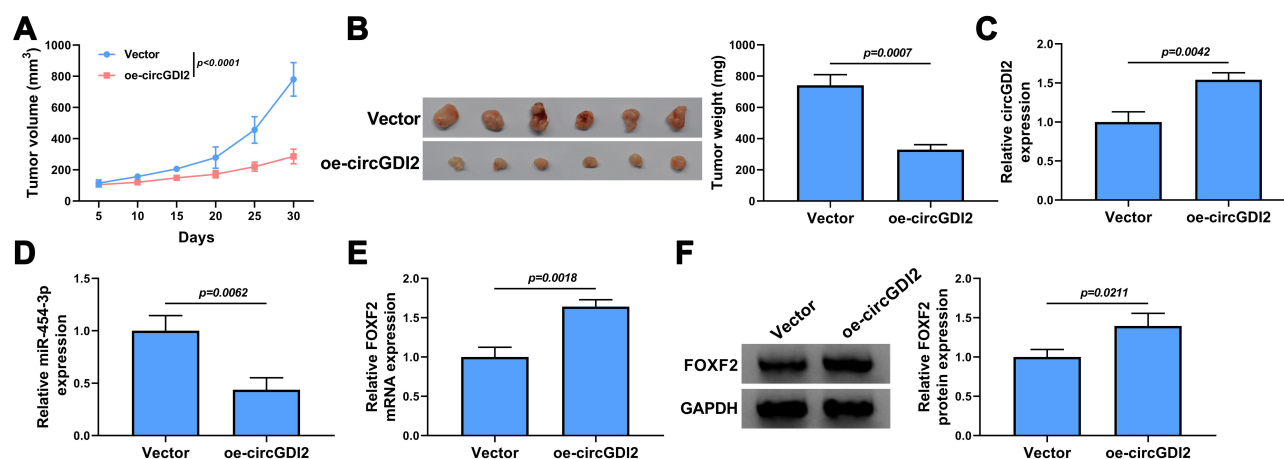 A
Tumor volume (mm3)
1000
800
600
400
200
0
5 10 15 20 25 30
Days
Vector
oe-circGDI2
p<0.0001
B
Vector
oe-circGDI2
Tumor weight (mg)
1000
800
600
400
200
0
p=0.0007
Vector oe-circGDI2
C
Relative circGDI2
expression
2.0
1.5
1.0
0.5
0.0
p=0.0042
Vector oe-circGDI2
D
Relative miR-454-3p
expression
1.5
1.0
0.5
0.0
p=0.0062
Vector oe-circGDI2
E
Relative FOXF2
mRNA expression
2.0
1.5
1.0
0.5
0.0
p=0.0018
Vector oe-circGDI2
F
Vector oe-circGDI2
FOXF2
GAPDH
Relative FOXF2
protein expression
2.0
1.5
1.0
0.5
0.0
p=0.0211
Vector oe-circGDI2